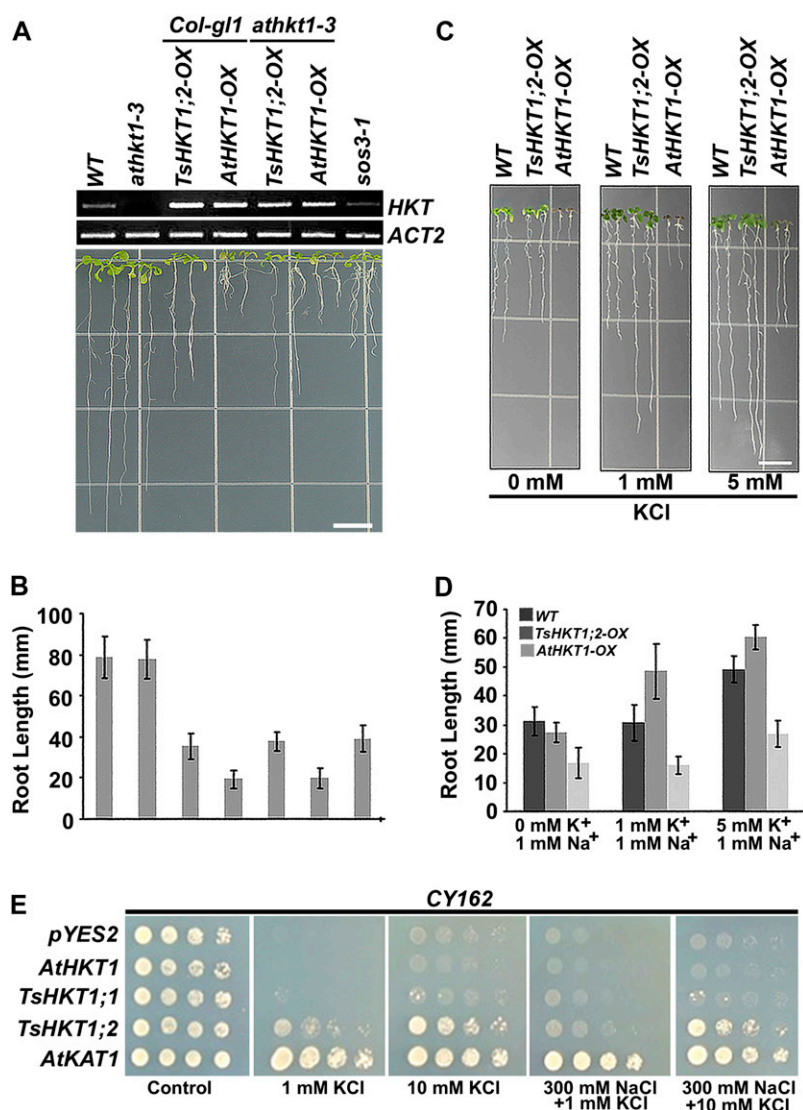 A
Col-gl1 athkt1-3
WT
athkt1-3
TsHKT1;2-OX
AtHKT1-OX
TsHKT1;2-OX
AtHKT1-OX
sos3-1
HKT
ACT2
B
Root Length (mm)
100
80
60
40
20
0
C
WT
TsHKT1;2-OX
AtHKT1-OX
WT
TsHKT1;2-OX
AtHKT1-OX
WT
TsHKT1;2-OX
AtHKT1-OX
0 mM 1 mM 5 mM
KCl
D
Root Length (mm)
70
60
50
40
30
20
10
0
WT
TsHKT1;2-OX
AtHKT1-OX
0 mM K+ 1 mM K+ 5 mM K+
1 mM Na+ 1 mM Na+ 1 mM Na+
E
CY162
pYES2
AtHKT1
TsHKT1;1
TsHKT1;2
AtKAT1
Control 1 mM KCl 10 mM KCl 300 mM NaCl 300 mM NaCl
+1 mM KCl +10 mM KCl